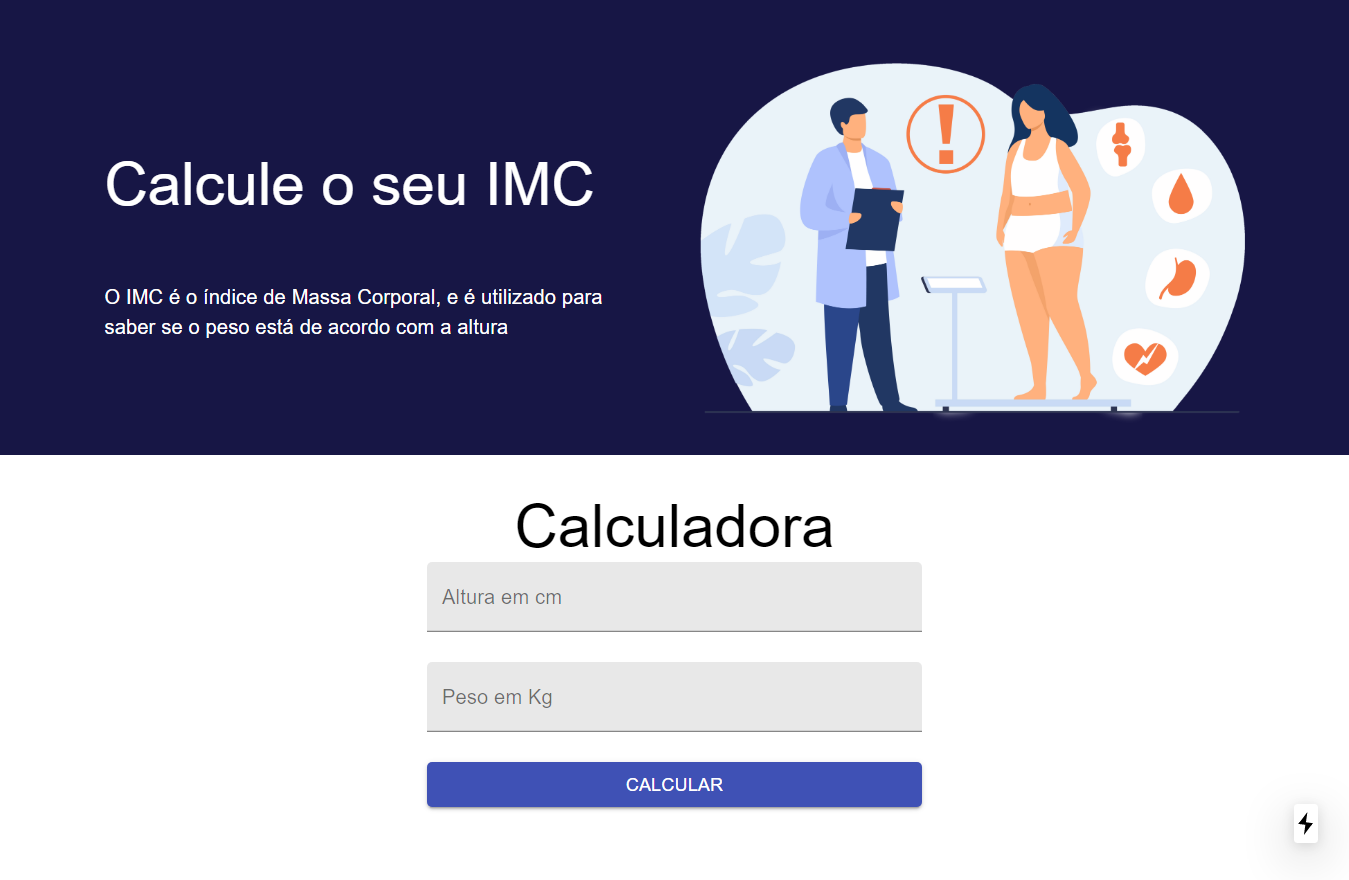 Calcule o seu IMC
O IMC é o índice de Massa Corporal, e é utilizado para
saber se o peso está de acordo com a altura
Calculadora
Altura em cm
Peso em Kg
CALCULAR